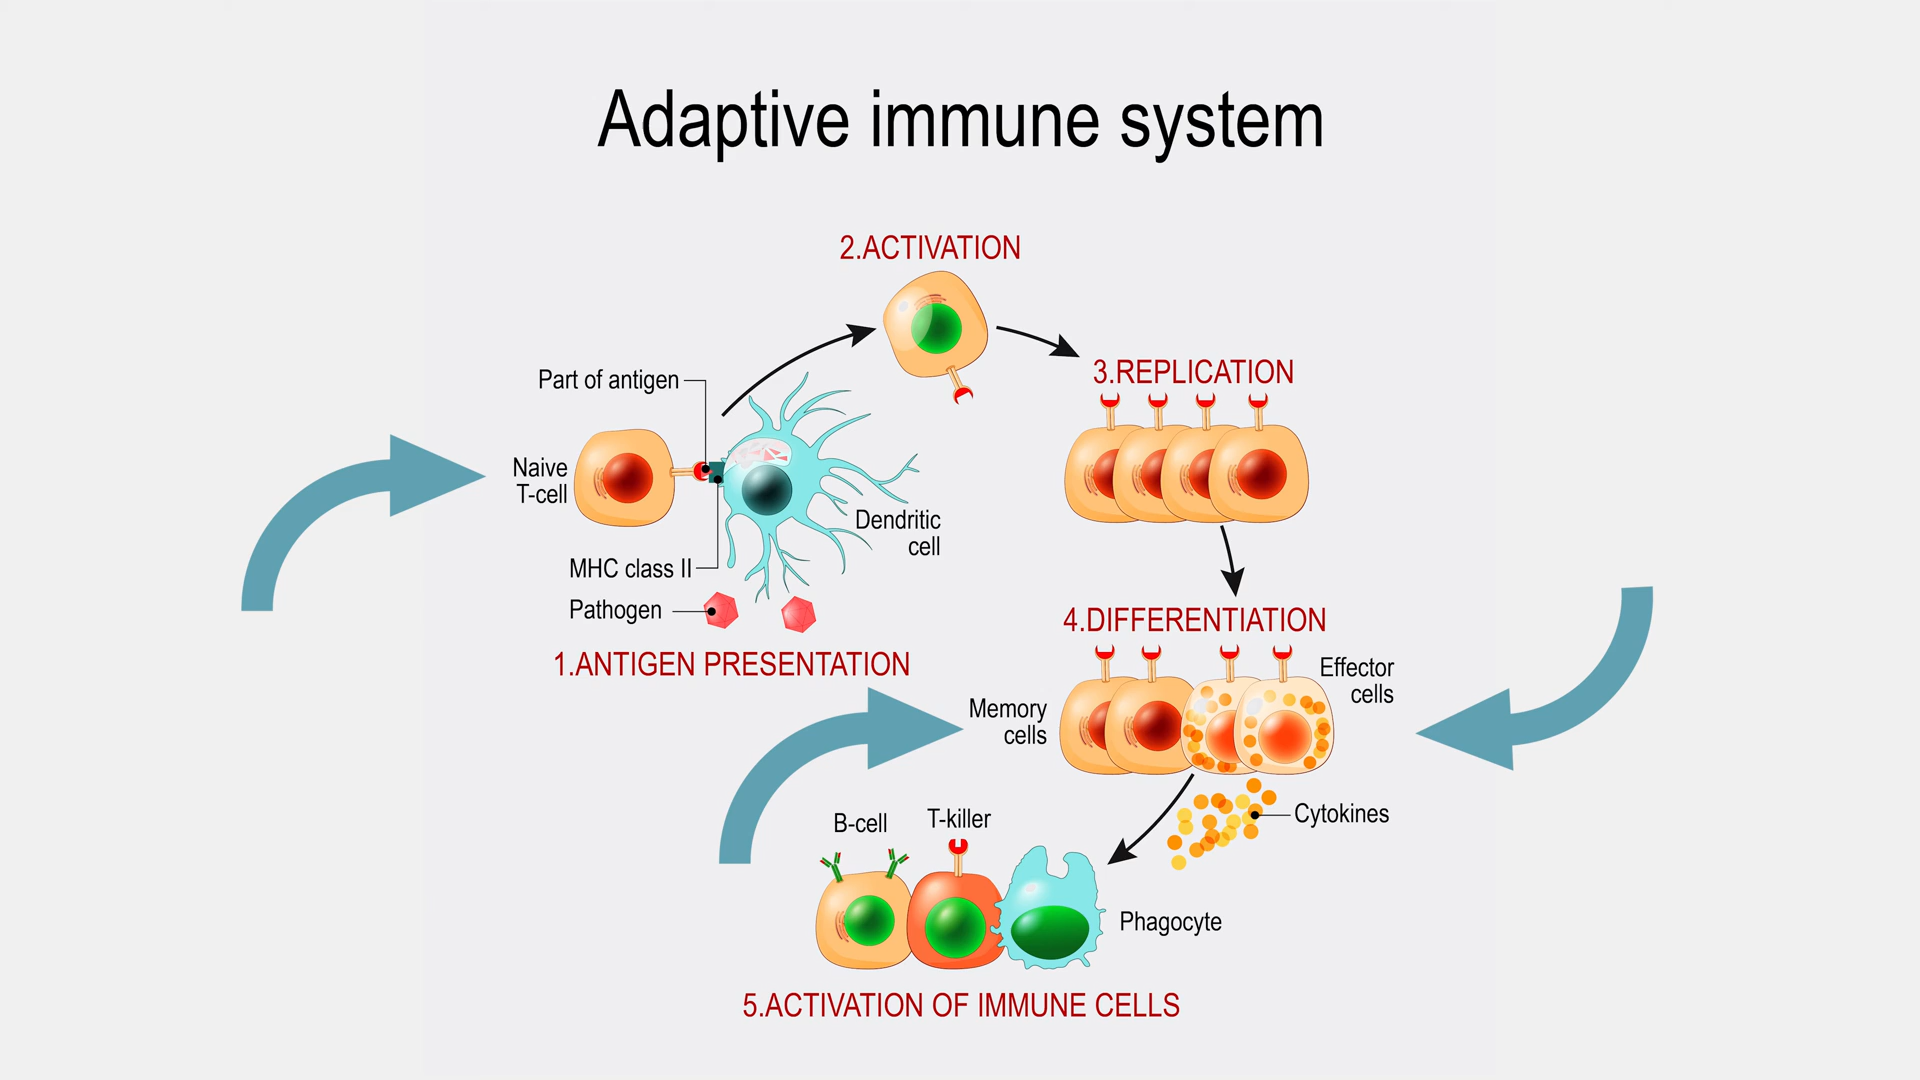 Adaptive immune system
2.ACTIVATION
Part of antigen
3.REPLICATION
Naive
T-cell
Dendritic
cell
MHC class II
Pathogen
1.ANTIGEN PRESENTATION
4.DIFFERENTIATION
Effector
cells
Memory
cells
Cytokines
B-cell
T-killer
Phagocyte
5.ACTIVATION OF IMMUNE CELLS